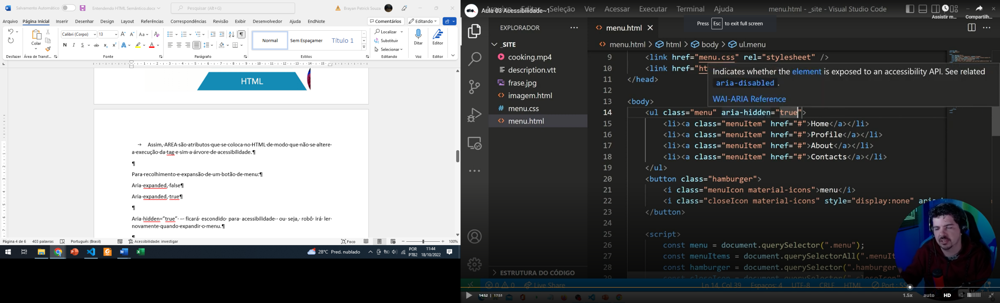 Salvamento Automático
Entendendo HTML Semântico.docx
Pesquisar (Alt+G)
Brayan Petrick Souza
Arquivo Página Inicial Inserir Desenhar Design Layout Referências Correspondências Revisão Exibir Desenvolvedor Ajuda EndNote
Comentários
Editando
Colar
Calibri (Corpo) 13
N I S ab x₂ x²
Normal
Sem Espaçamer
Título 1
Localizar
Substituir
Selecionar
Ditar
Editor
Desfazer Área de Transf... Fonte Parágrafo Estilos Editando Voz Editor
HTML
→ Assim,·AREA·são·atributos·que·se·coloca·no·HTML·de·modo·que·não·se·altere·
a·execução·da·tag·e·sim·a·árvore·de·acessibilidade.¶
¶
Para·recolhimento·e·expansão·de·um·botão·de·menu:¶
Aria-expanded,·false¶
Aria-expanded,·true¶
¶
Aria-hidden="true"·–·ficará·escondido·para·acessibilidade-·ou·seja,·robô·irá·ler·
novamente·quando·expandir·o·menu.¶
¶
Página 4 de 6 403 palavras Português (Brasil) Acessibilidade: investigar Foco 100%
28°C Pred. nublado
POR
PTB2
11:44
18/10/2022
Aula 03 Acessibilidade~1
Arquivo Editar Seleção Ver Acessar Executar Terminal Ajuda
menu.html - _site - Visual Studio Code
Assistir m...
Compartilh...
Press Esc to exit full screen
EXPLORADOR
_SITE
cooking.mp4
description.vtt
frase.jpg
imagem.html
menu.css
menu.html
ESTRUTURA DO CÓDIGO
menu.html
menu.html > html > body > ul.menu
9 <link href="menu.css" rel="stylesheet" />
10 <link href="ht
Indicates whether the element is exposed to an accessibility API. See related
aria-disabled .
WAI-ARIA Reference
11 </head>
12
13 <body>
14 <ul class="menu" aria-hidden="true">
15 <li><a class="menuItem" href="#">Home</a></li>
16 <li><a class="menuItem" href="#">Profile</a></li>
17 <li><a class="menuItem" href="#">About</a></li>
18 <li><a class="menuItem" href="#">Contacts</a></li>
19 </ul>
20 <button class="hamburger">
21 <i class="menuIcon material-icons">menu</i>
22 <i class="closeIcon material-icons" style="display:none"
23 </button>
24
25 <script>
26 const menu = document.querySelector(".menu");
27 const menuItems = document.querySelectorAll(".menuIt
28 const hamburger = document.querySelector(".hamburger
29 const closeIcon = document.querySelector(".closeIcon"
0 0 Live Share
Ln 14, Col 39 Espaços: 4 UTF-8 CRLF HTML
14:52 | 17:51
1.5x auto HD